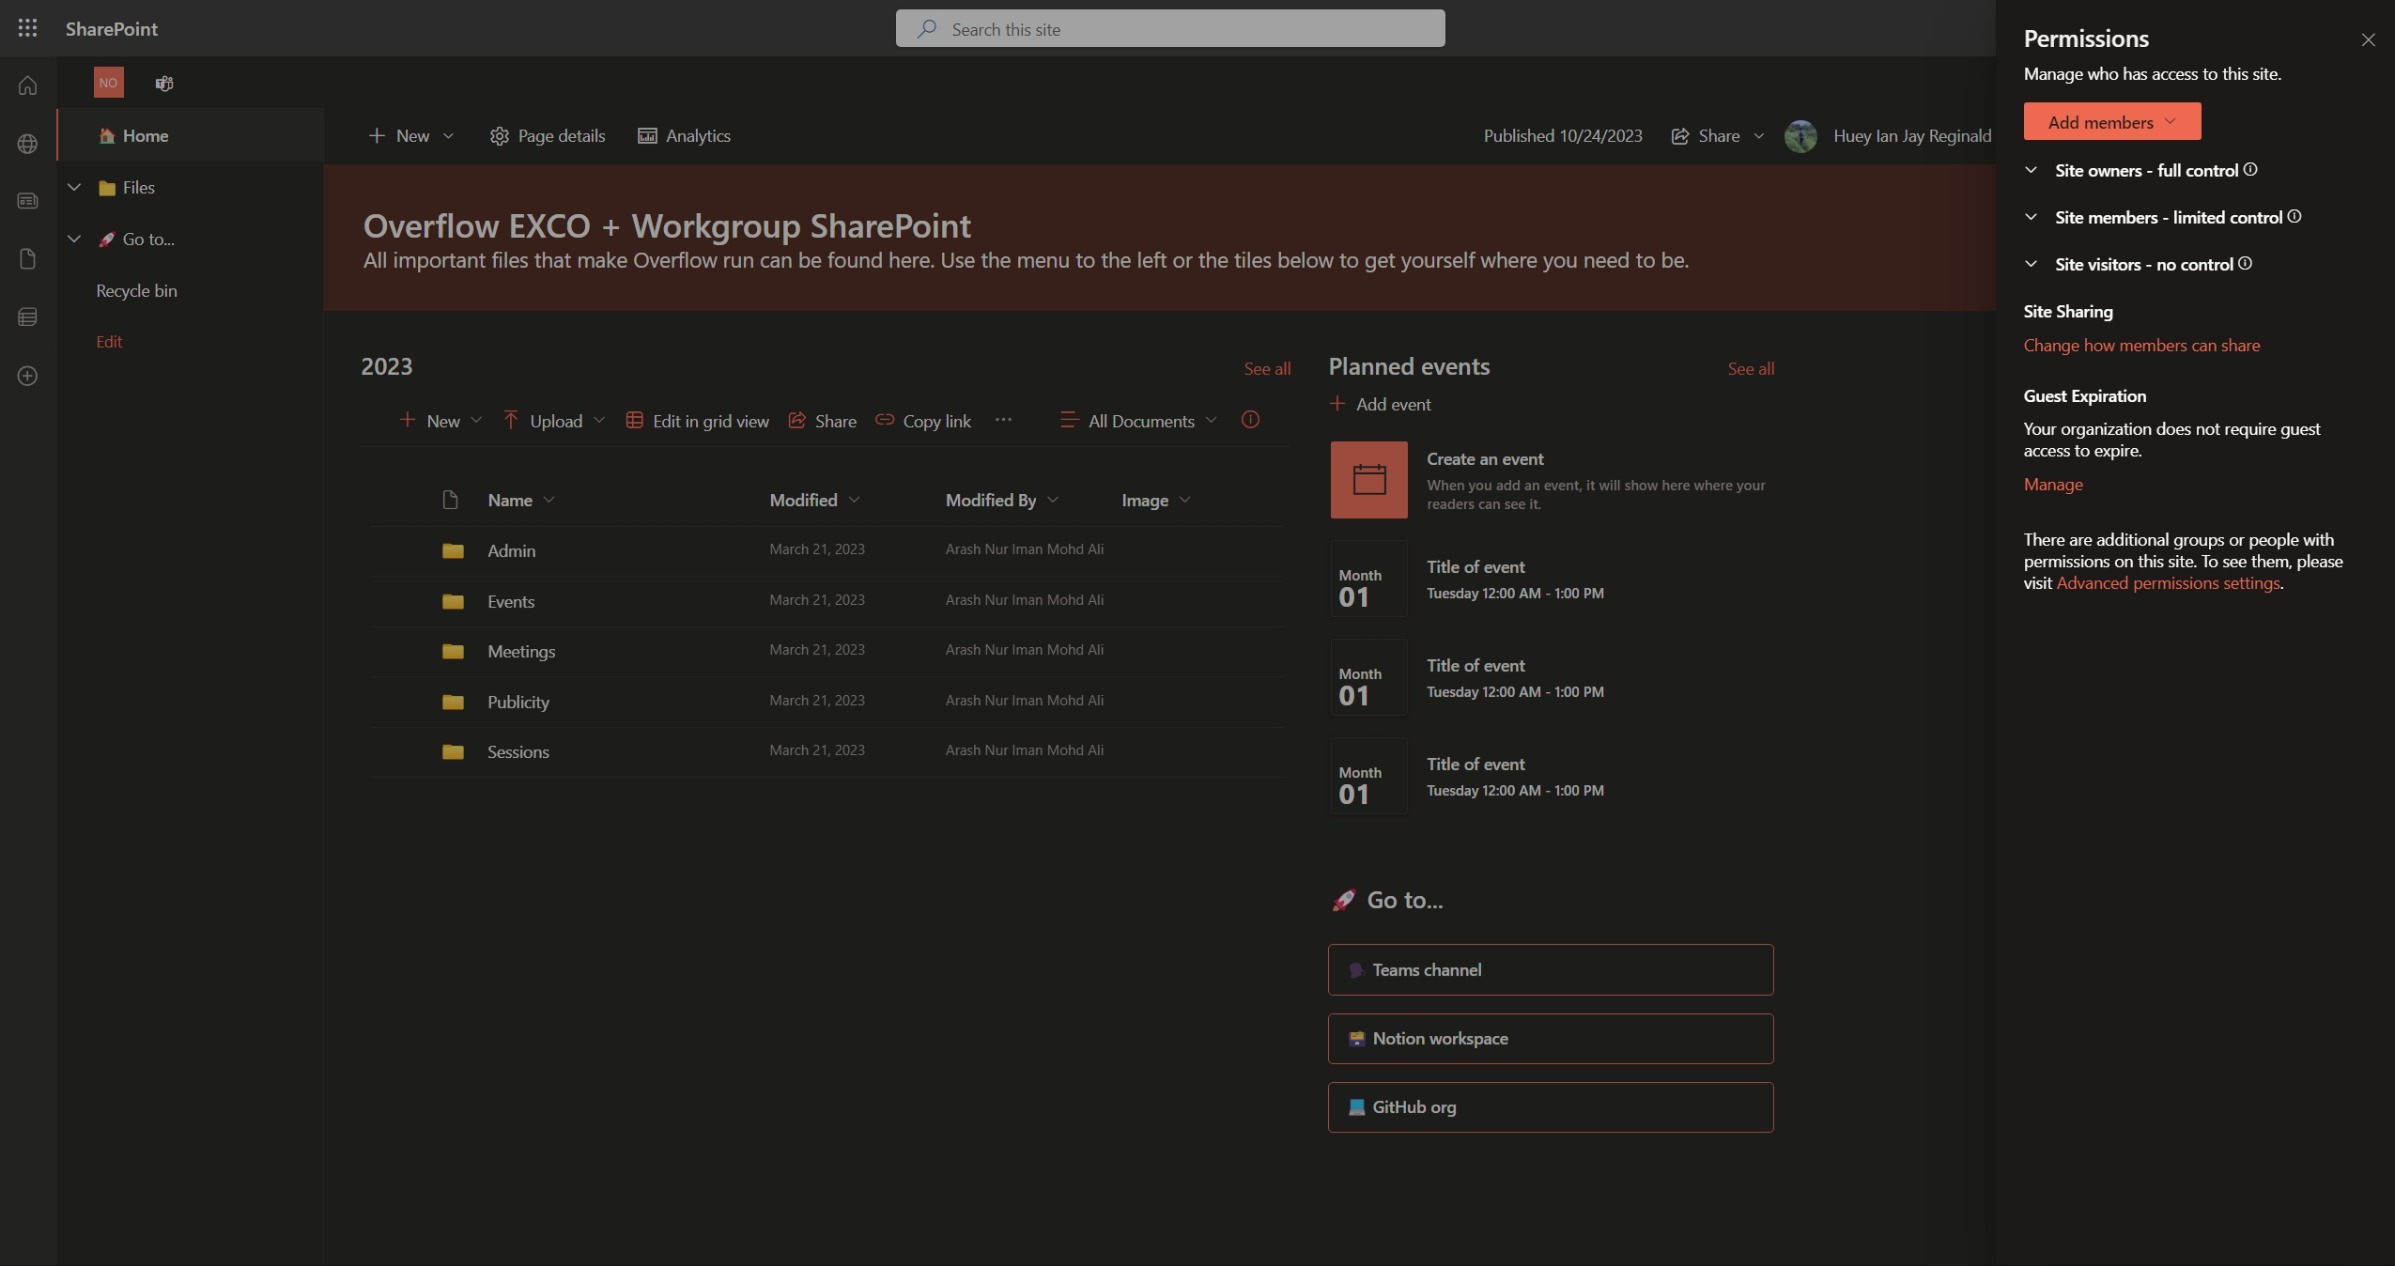 SharePoint
Search this site
NO
Home
Files
Go to...
Recycle bin
Edit
New
Page details
Analytics
Published 10/24/2023
Share
Huey Ian Jay Reginald
Overflow EXCO + Workgroup SharePoint
All important files that make Overflow run can be found here. Use the menu to the left or the tiles below to get yourself where you need to be.
2023
See all
New
Upload
Edit in grid view
Share
Copy link
All Documents
Name
Modified
Modified By
Image
Admin March 21, 2023 Arash Nur Iman Mohd Ali
Events March 21, 2023 Arash Nur Iman Mohd Ali
Meetings March 21, 2023 Arash Nur Iman Mohd Ali
Publicity March 21, 2023 Arash Nur Iman Mohd Ali
Sessions March 21, 2023 Arash Nur Iman Mohd Ali
Planned events
See all
Add event
Create an event
When you add an event, it will show here where your
readers can see it.
Month
01
Title of event
Tuesday 12:00 AM - 1:00 PM
Month
01
Title of event
Tuesday 12:00 AM - 1:00 PM
Month
01
Title of event
Tuesday 12:00 AM - 1:00 PM
Go to...
Teams channel
Notion workspace
GitHub org
Permissions
Manage who has access to this site.
Add members
Site owners - full control
Site members - limited control
Site visitors - no control
Site Sharing
Change how members can share
Guest Expiration
Your organization does not require guest
access to expire.
Manage
There are additional groups or people with
permissions on this site. To see them, please
visit Advanced permissions settings.